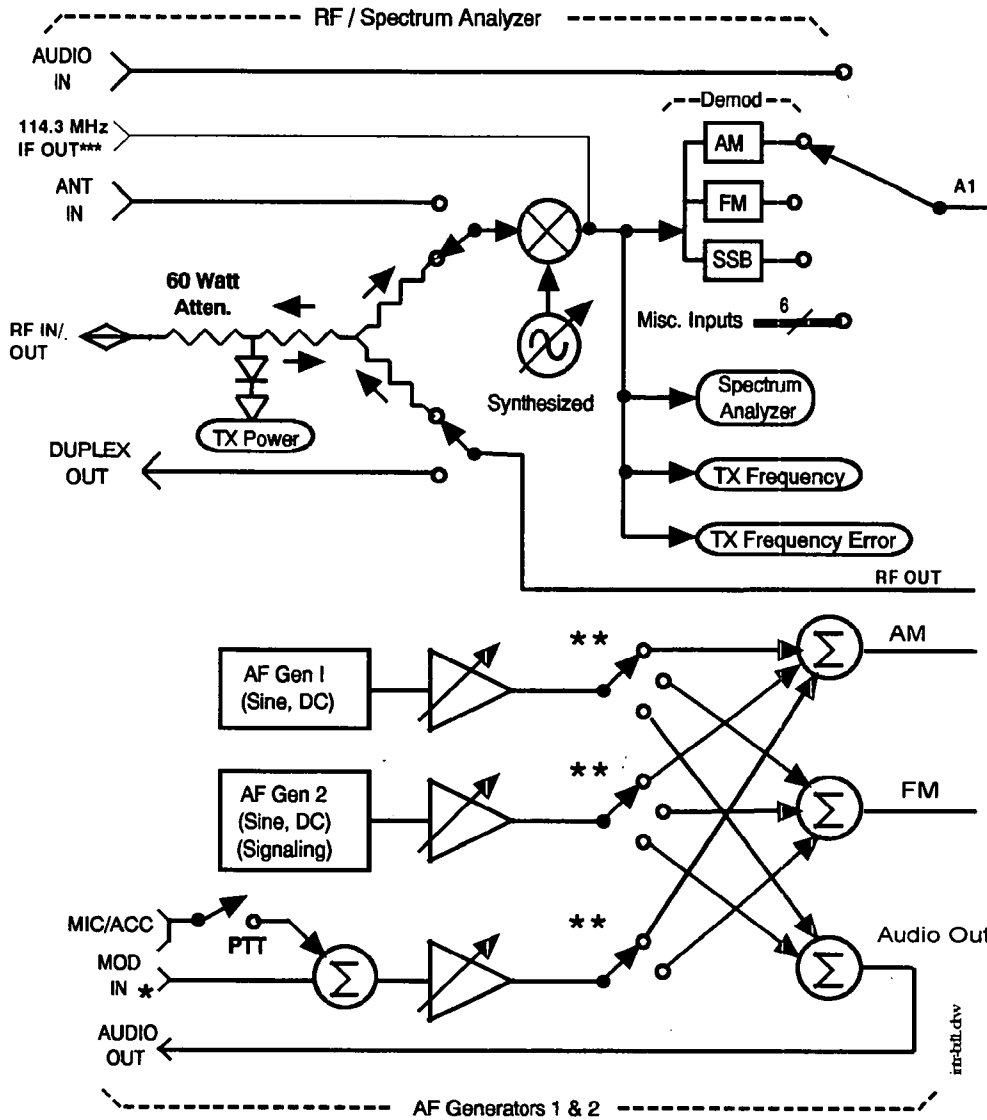 RF / Spectrum Analyzer
AUDIO
IN
114.3 MHz
IF OUT***
ANT
IN
Demod
AM
FM
SSB
A1
60 Watt
Atten.
RF IN/.
OUT
TX Power
Synthesized
Misc. Inputs
6
Spectrum
Analyzer
TX Frequency
TX Frequency Error
DUPLEX
OUT
RF OUT
AF Gen 1
(Sine, DC)
**
Σ
AM
AF Gen 2
(Sine, DC)
(Signaling)
**
Σ
FM
MIC/ACC
PTT
MOD
IN *
Σ
**
Σ
Audio Out
AUDIO
OUT
AF Generators 1 & 2